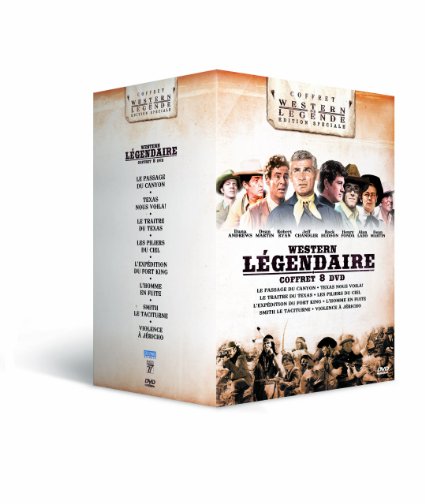 COFFRET
WESTERN
LÉGENDE
ÉDITION SPÉCIALE
WESTERN
LÉGENDAIRE
COFFRET 8 DVD
LE PASSAGE
DU CANYON
TEXAS
NOUS VOILÀ!
LE TRAÎTRE
DU TEXAS
LES PILIERS
DU CIEL
L'EXPÉDITION
DU FORT KING
L'HOMME
EN FUITE
SMITH
LE TACITURNE
VIOLENCE
À JÉRICHO
DVD
COFFRET
WESTERN
LÉGENDE
ÉDITION SPÉCIALE
Dana ANDREWS
Dean MARTIN
Robert RYAN
Jeff CHANDLER
Rock HUDSON
Henry FONDA
Alan LADD
Dean MARTIN
WESTERN
LÉGENDAIRE
COFFRET 8 DVD
LE PASSAGE DU CANYON • TEXAS NOUS VOILÀ!
LE TRAÎTRE DU TEXAS • LES PILIERS DU CIEL
L'EXPÉDITION DU FORT KING • L'HOMME EN FUITE
SMITH LE TACITURNE • VIOLENCE À JÉRICHO
DVD